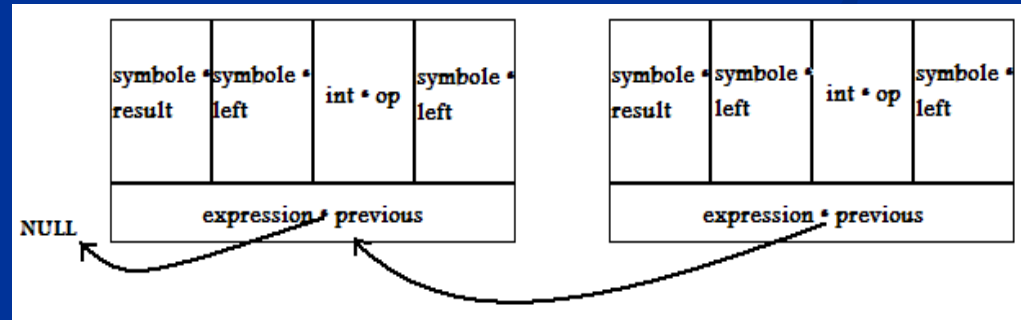 symbole * result
symbole * left
int * op
symbole * left
expression * previous
NULL
symbole * result
symbole * left
int * op
symbole * left
expression * previous